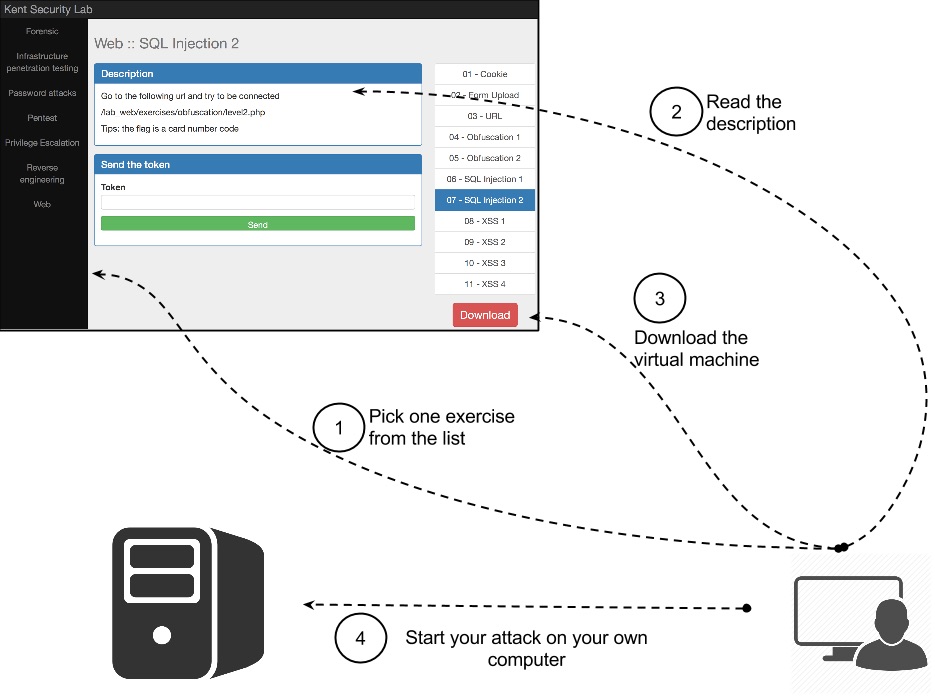 Kent Security Lab
Forensic
Infrastructure
penetration testing
Password attacks
Pentest
Privilege Escalation
Reverse
engineering
Web
Web :: SQL Injection 2
Description
Go to the following url and try to be connected
/lab_web/exercises/obfuscation/level2.php
Tips: the flag is a card number code
Send the token
Token
Send
01 - Cookie
02 - Form Upload
03 - URL
04 - Obfuscation 1
05 - Obfuscation 2
06 - SQL Injection 1
07 - SQL Injection 2
08 - XSS 1
09 - XSS 2
10 - XSS 3
11 - XSS 4
Download
2
Read the
description
3
Download the
virtual machine
1
Pick one exercise
from the list
4
Start your attack on your own
computer